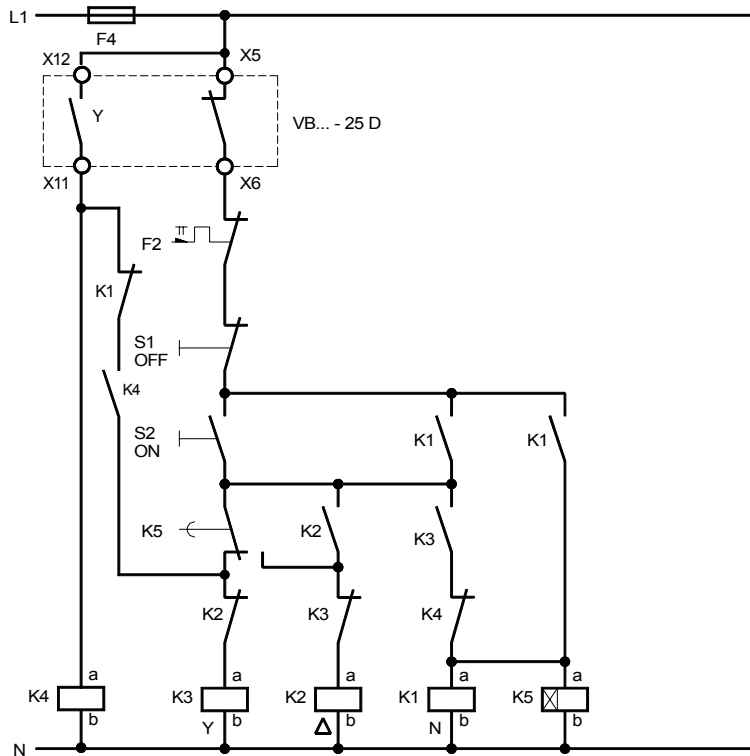 L1
F4
X12 X5
Y
VB... - 25 D
X11 X6
F2
K1
S1
OFF
K4
S2
ON
K1
K1
K5
K2
K3
K2
K3
K4
a
a
a
a
a
K4
K3
K2
K1
K5
b
b
b
b
b
Y
Δ
N
N